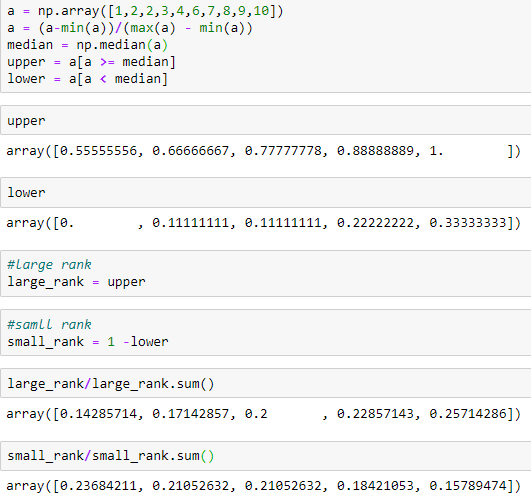 a = np.array([1,2,2,3,4,6,7,8,9,10])
a = (a-min(a))/(max(a) - min(a))
median = np.median(a)
upper = a[a >= median]
lower = a[a < median]
upper
array([0.55555556, 0.66666667, 0.77777778, 0.88888889, 1.        ])
lower
array([0.        , 0.11111111, 0.11111111, 0.22222222, 0.33333333])
#large rank
large_rank = upper
#samll rank
small_rank = 1 -lower
large_rank/large_rank.sum()
array([0.14285714, 0.17142857, 0.2       , 0.22857143, 0.25714286])
small_rank/small_rank.sum()
array([0.23684211, 0.21052632, 0.21052632, 0.18421053, 0.15789474])